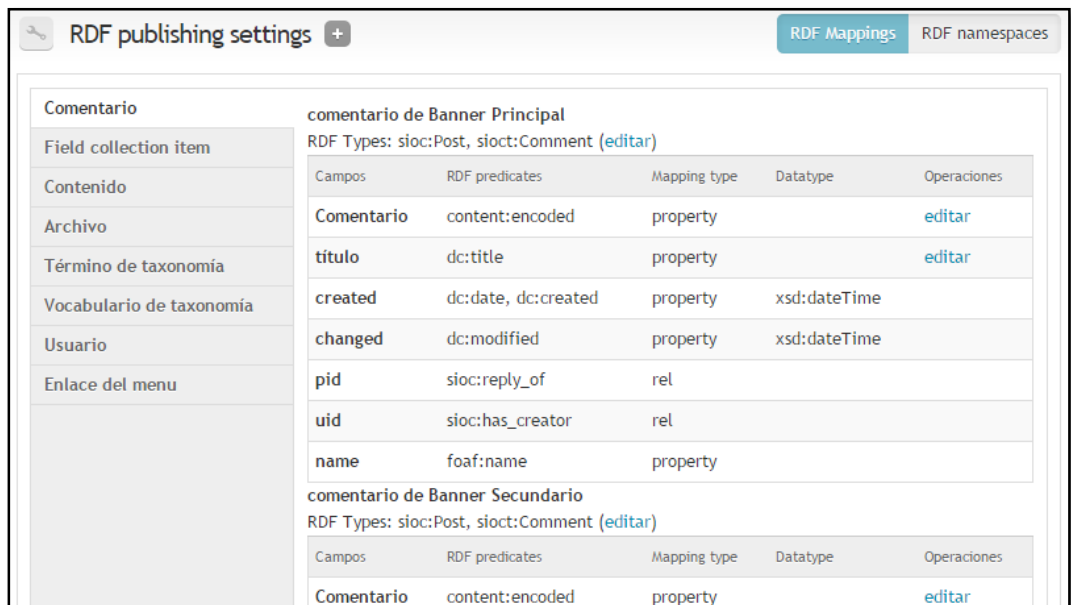 RDF publishing settings +
RDF Mappings RDF namespaces
Comentario
Field collection item
Contenido
Archivo
Término de taxonomía
Vocabulario de taxonomía
Usuario
Enlace del menu
comentario de Banner Principal
RDF Types: sioc:Post, sioct:Comment (editar)
Campos RDF predicates Mapping type Datatype Operaciones
Comentario content:encoded property editar
título dc:title property editar
created dc:date, dc:created property xsd:dateTime
changed dc:modified property xsd:dateTime
pid sioc:reply_of rel
uid sioc:has_creator rel
name foaf:name property
comentario de Banner Secundario
RDF Types: sioc:Post, sioct:Comment (editar)
Campos RDF predicates Mapping type Datatype Operaciones
Comentario content:encoded property editar